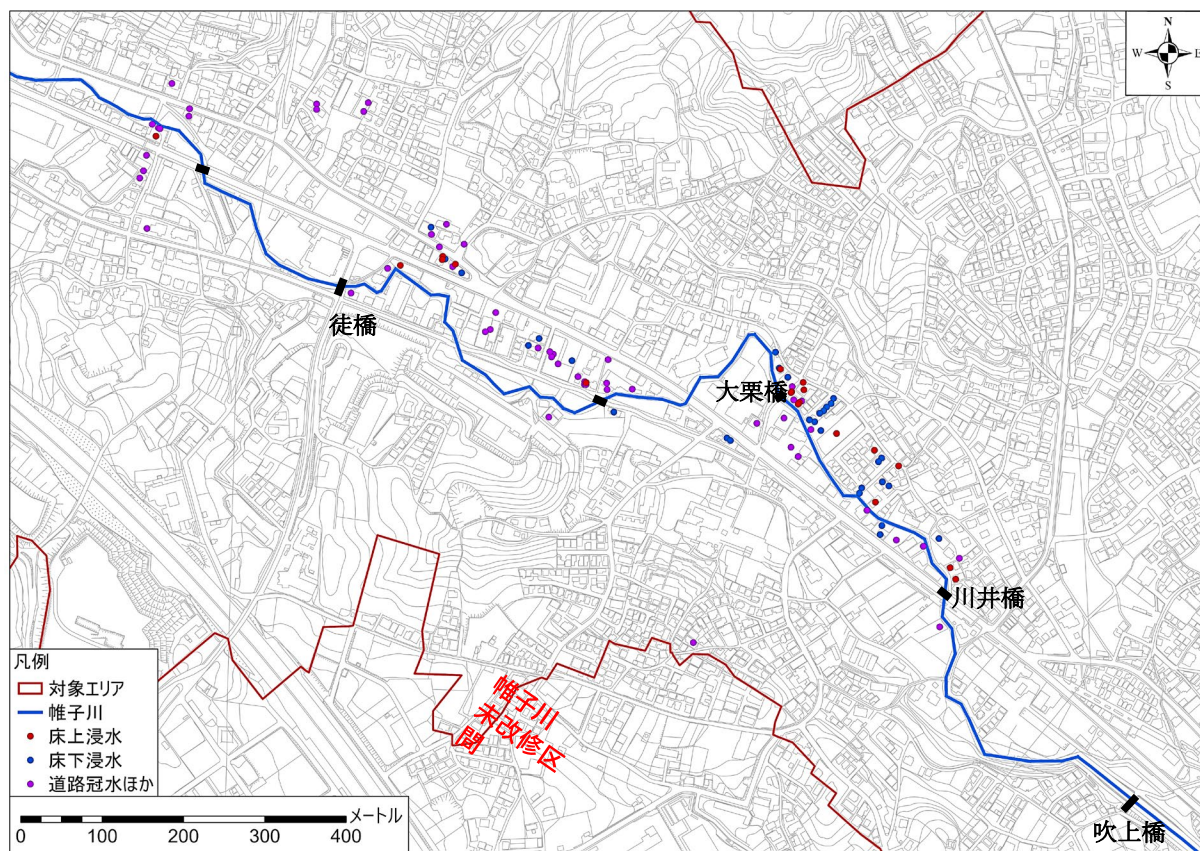 N
W E
S
徒橋
大栗橋
川井橋
吹上橋
帷子川
未改修区
間
凡例
対象エリア
帷子川
床上浸水
床下浸水
道路冠水ほか
メートル
0 100 200 300 400